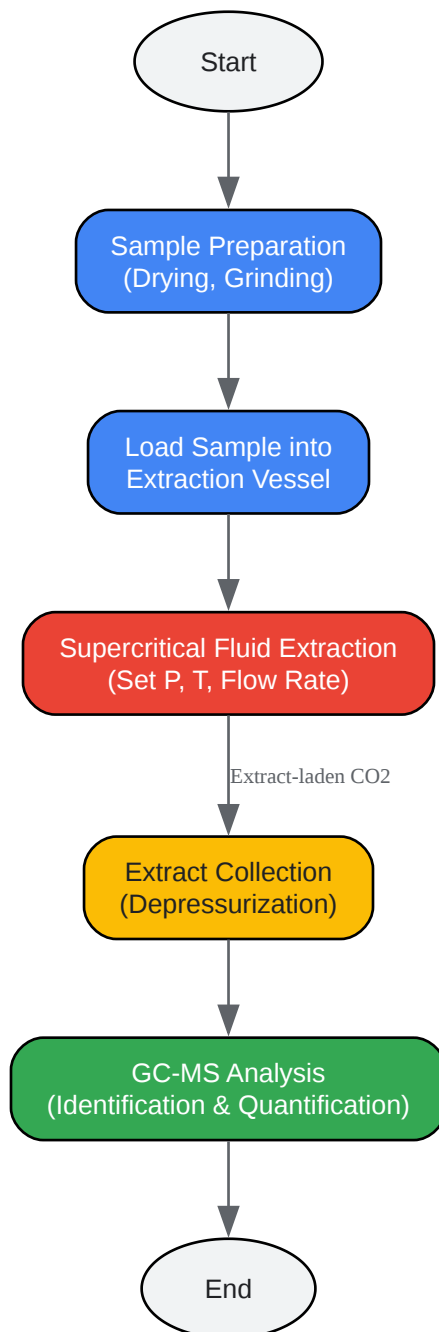 Start
Sample Preparation
(Drying, Grinding)
Load Sample into
Extraction Vessel
Supercritical Fluid Extraction
(Set P, T, Flow Rate)
Extract-laden CO2
Extract Collection
(Depressurization)
GC-MS Analysis
(Identification & Quantification)
End